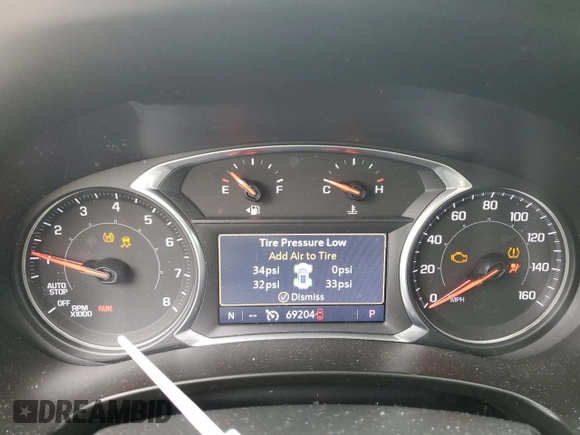 E F
C H
1 2 3 4 5 6 7 8
AUTO
STOP
OFF
RPM
X1000
PARK
Tire Pressure Low
Add Air to Tire
34psi 0psi
32psi 33psi
Dismiss
N -- 69204 P
0 20 40 60 80 100 120 140 160
MPH
DREAMBID